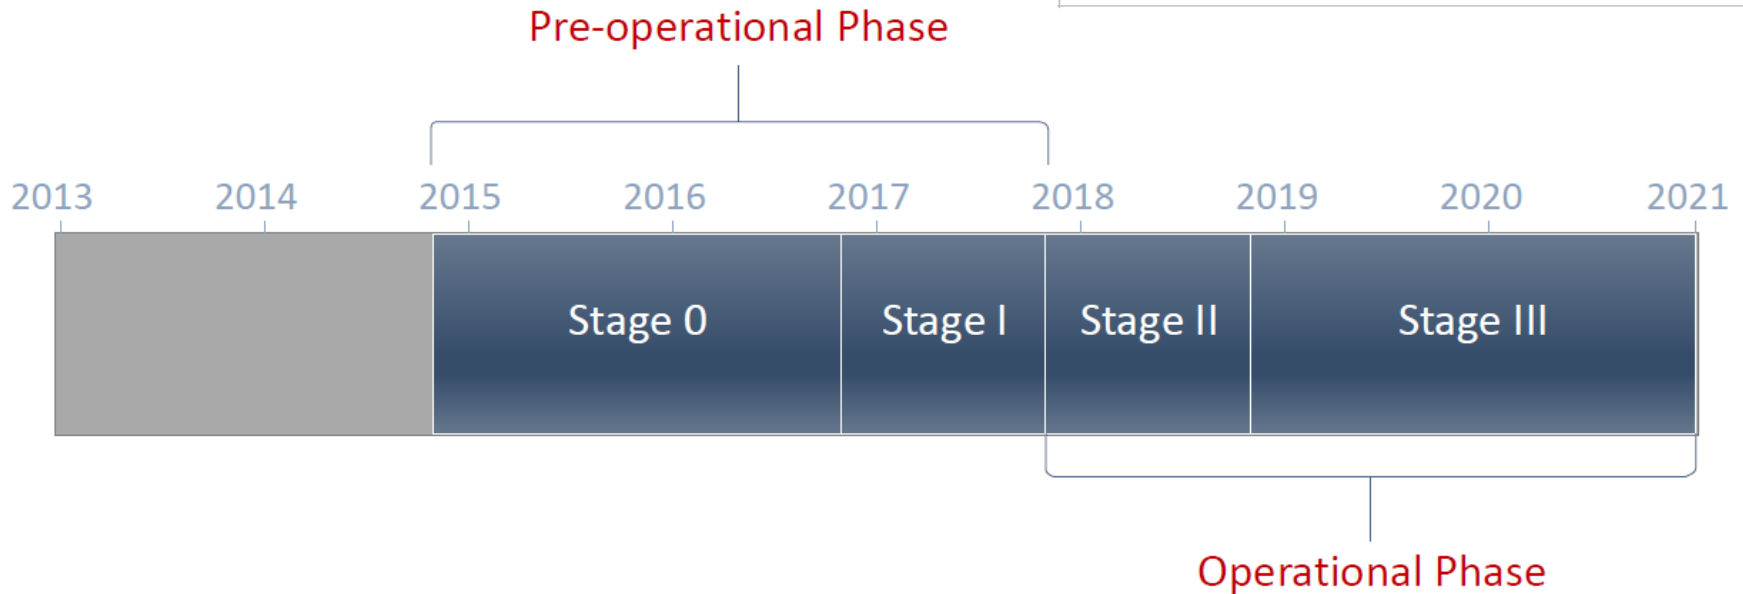 Pre-operational Phase
2013 2014 2015 2016 2017 2018 2019 2020 2021
Stage 0 Stage I Stage II Stage III
Operational Phase